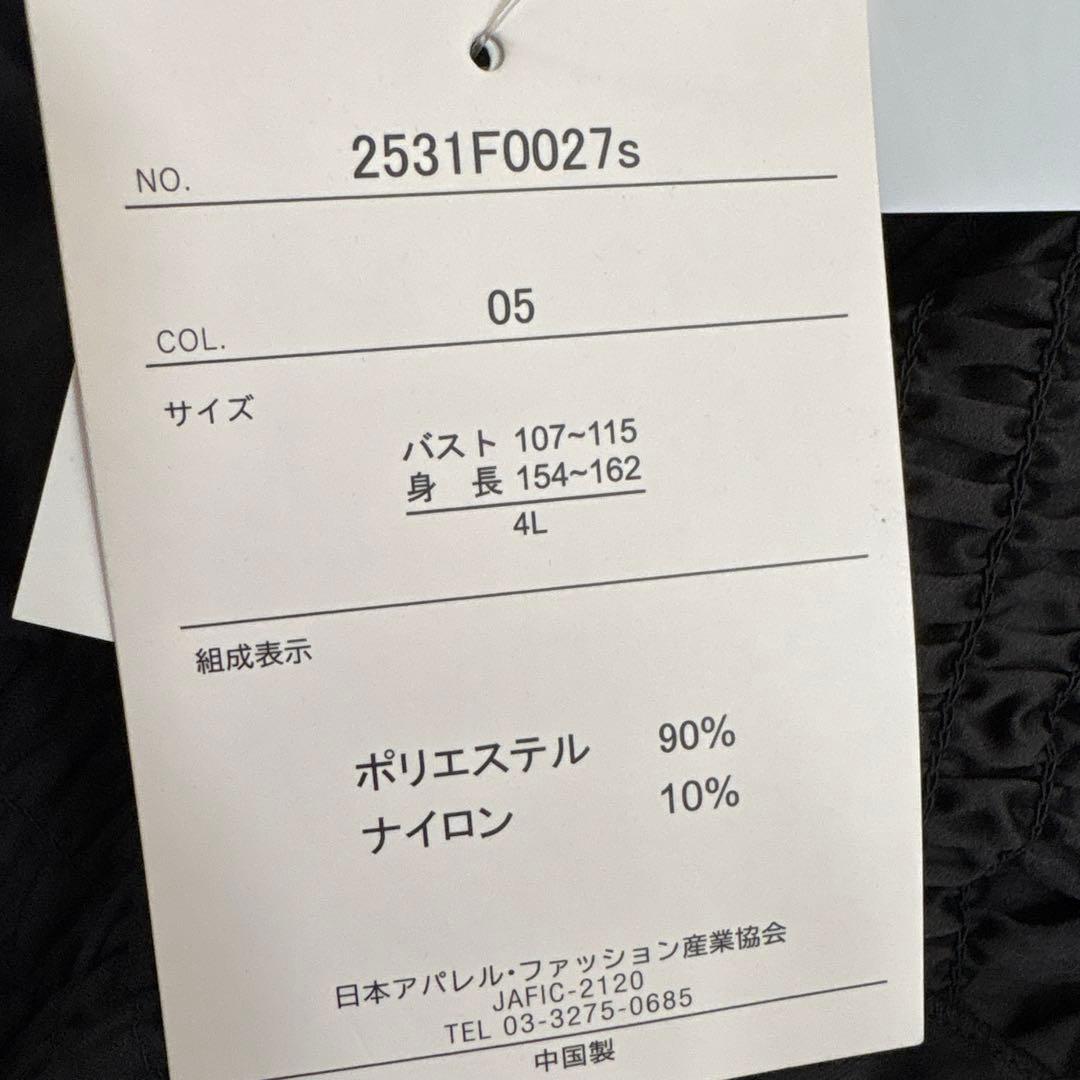 NO. 2531F0027s
COL. 05
サイズ
バスト 107~115
身 長 154~162
4L
組成表示
ポリエステル 90%
ナイロン 10%
日本アパレル・ファッション産業協会
JAFIC-2120
TEL 03-3275-0685
中国製